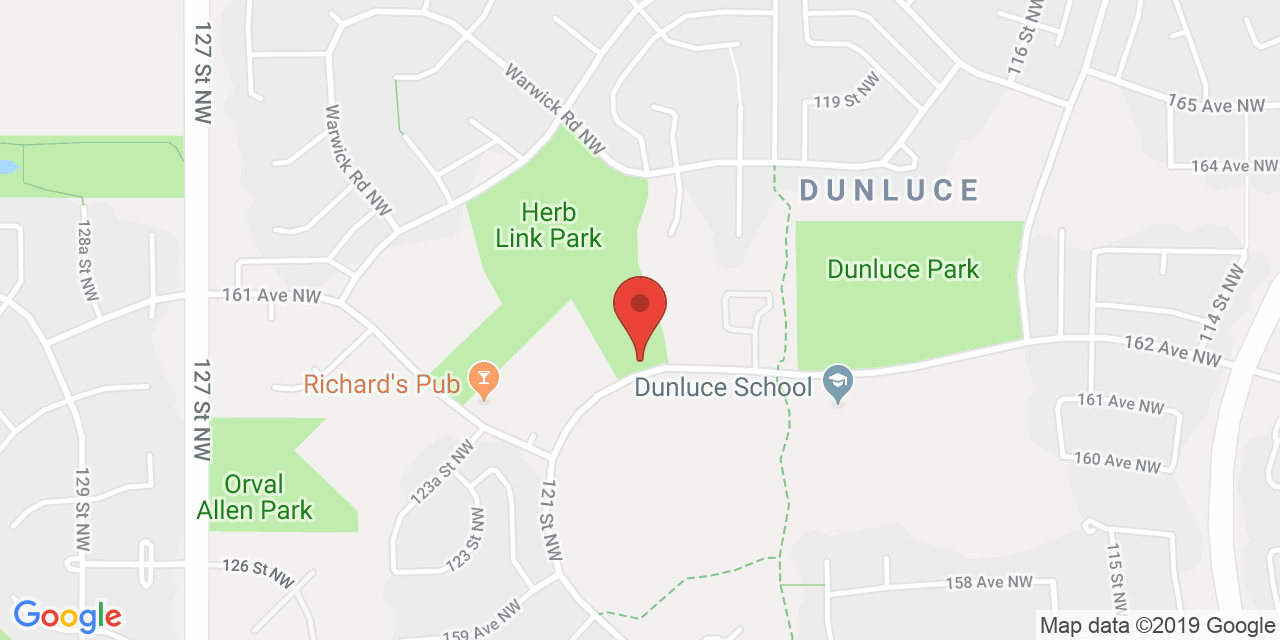 127 St NW
Warwick Rd NW
116 St NW
119 St NW
165 Ave NW
Warwick Rd NW
164 Ave NW
DUNLUCE
Herb
Link Park
128a St NW
Dunluce Park
161 Ave NW
114 St NW
162 Ave NW
Richard's Pub
Dunluce School
127 St NW
161 Ave NW
160 Ave NW
Orval
Allen Park
123a St NW
129 St NW
121 St NW
123 St NW
126 St NW
115 St NW
158 Ave NW
159 Ave NW
Google
Map data ©2019 Google